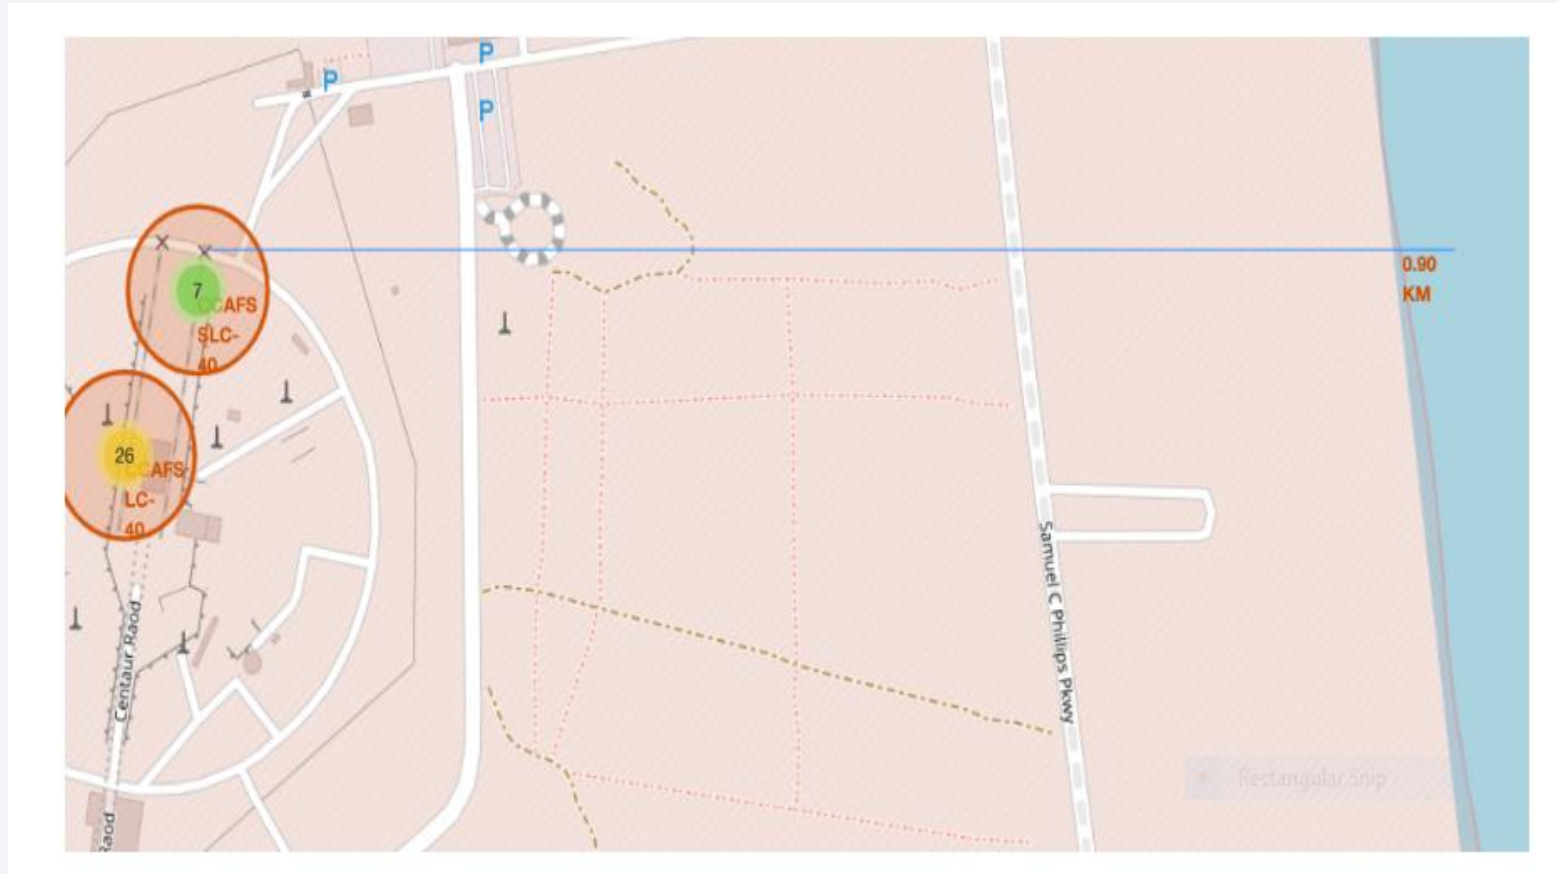 P
P
P
0.90
KM
7
CCAFS
SLC-
40
26
CCAFS
LC-
40
Samuel C Phillips Pkwy
Centaur Raod
Raod
Rectangular Snip